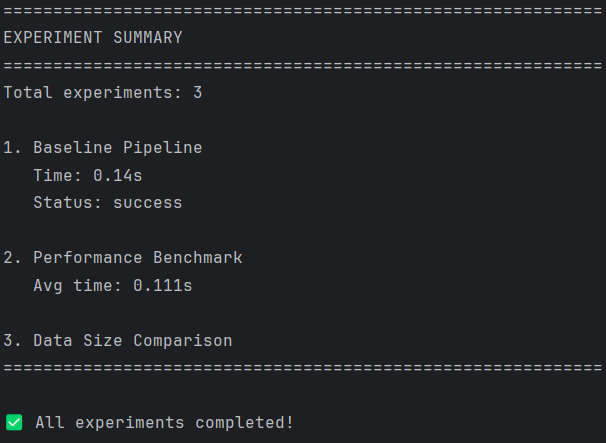 ============================================================
EXPERIMENT SUMMARY
============================================================
Total experiments: 3

1. Baseline Pipeline
   Time: 0.14s
   Status: success

2. Performance Benchmark
   Avg time: 0.111s

3. Data Size Comparison
============================================================

✅ All experiments completed!